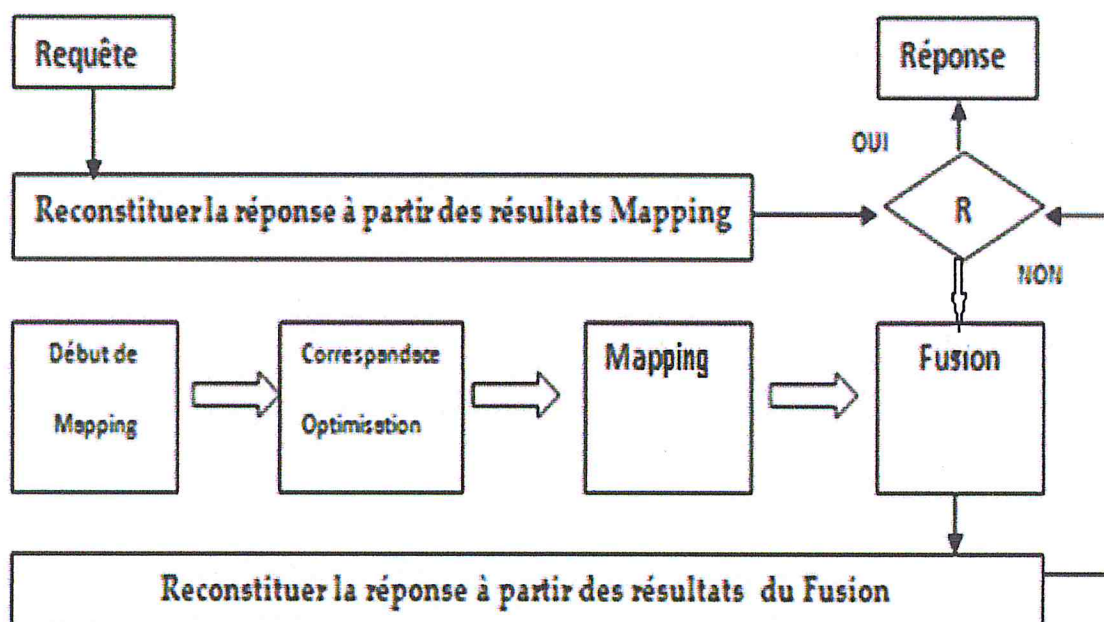 Requête
Réponse
OUI
Reconstituer la réponse à partir des résultats Mapping
R
NON
Début de
Mapping
Correspandace
Optimisation
Mapping
Fusion
Reconstituer la réponse à partir des résultats du Fusion